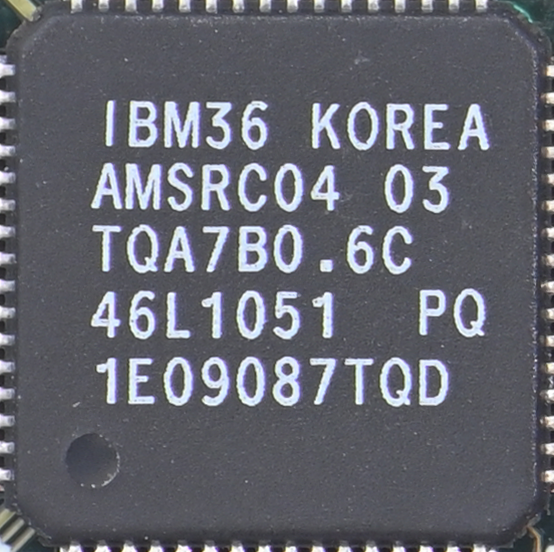 IBM36 KOREA
AMSRC04 03
TQA7B0.6C
46L1051 PQ
1E09087TQD